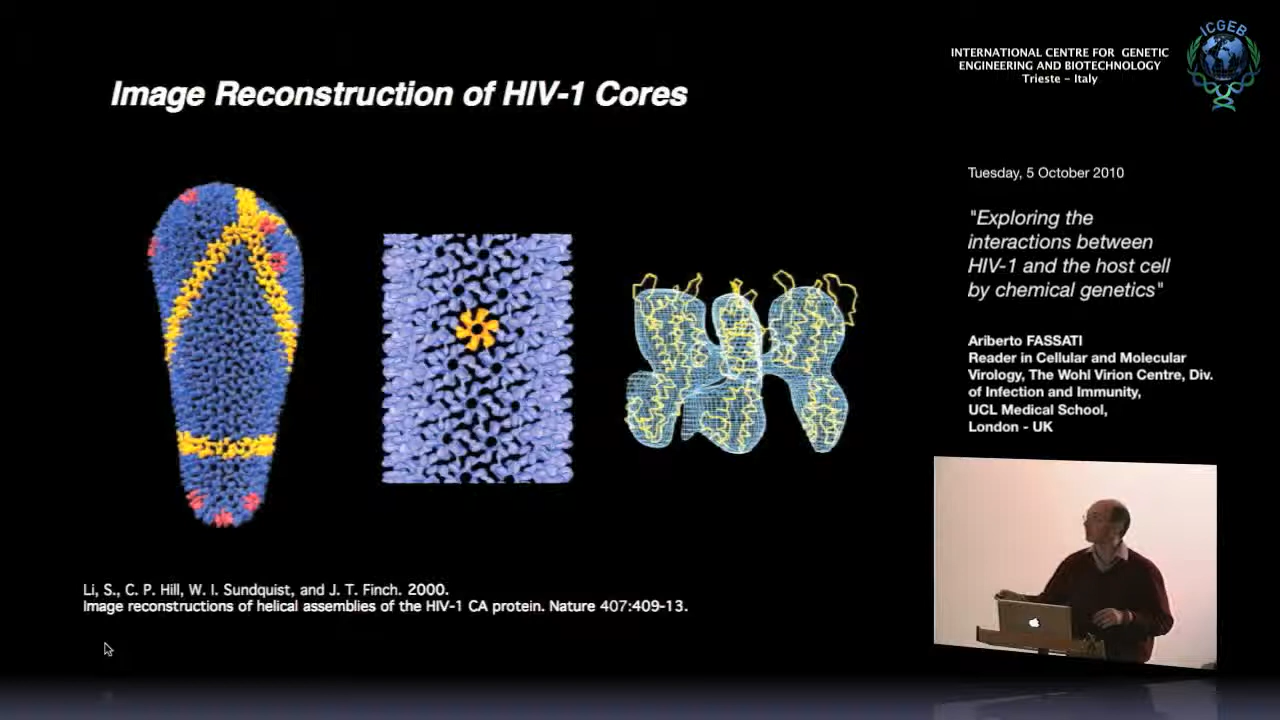 Image Reconstruction of HIV-1 Cores
Li, S., C. P. Hill, W. I. Sundquist, and J. T. Finch. 2000.
Image reconstructions of helical assemblies of the HIV-1 CA protein. Nature 407:409-13.
INTERNATIONAL CENTRE FOR GENETIC
ENGINEERING AND BIOTECHNOLOGY
Trieste - Italy
ICGEB
Tuesday, 5 October 2010
"Exploring the
interactions between
HIV-1 and the host cell
by chemical genetics"
Ariberto FASSATI
Reader in Cellular and Molecular
Virology, The Wohl Virion Centre, Div.
of Infection and Immunity,
UCL Medical School,
London - UK